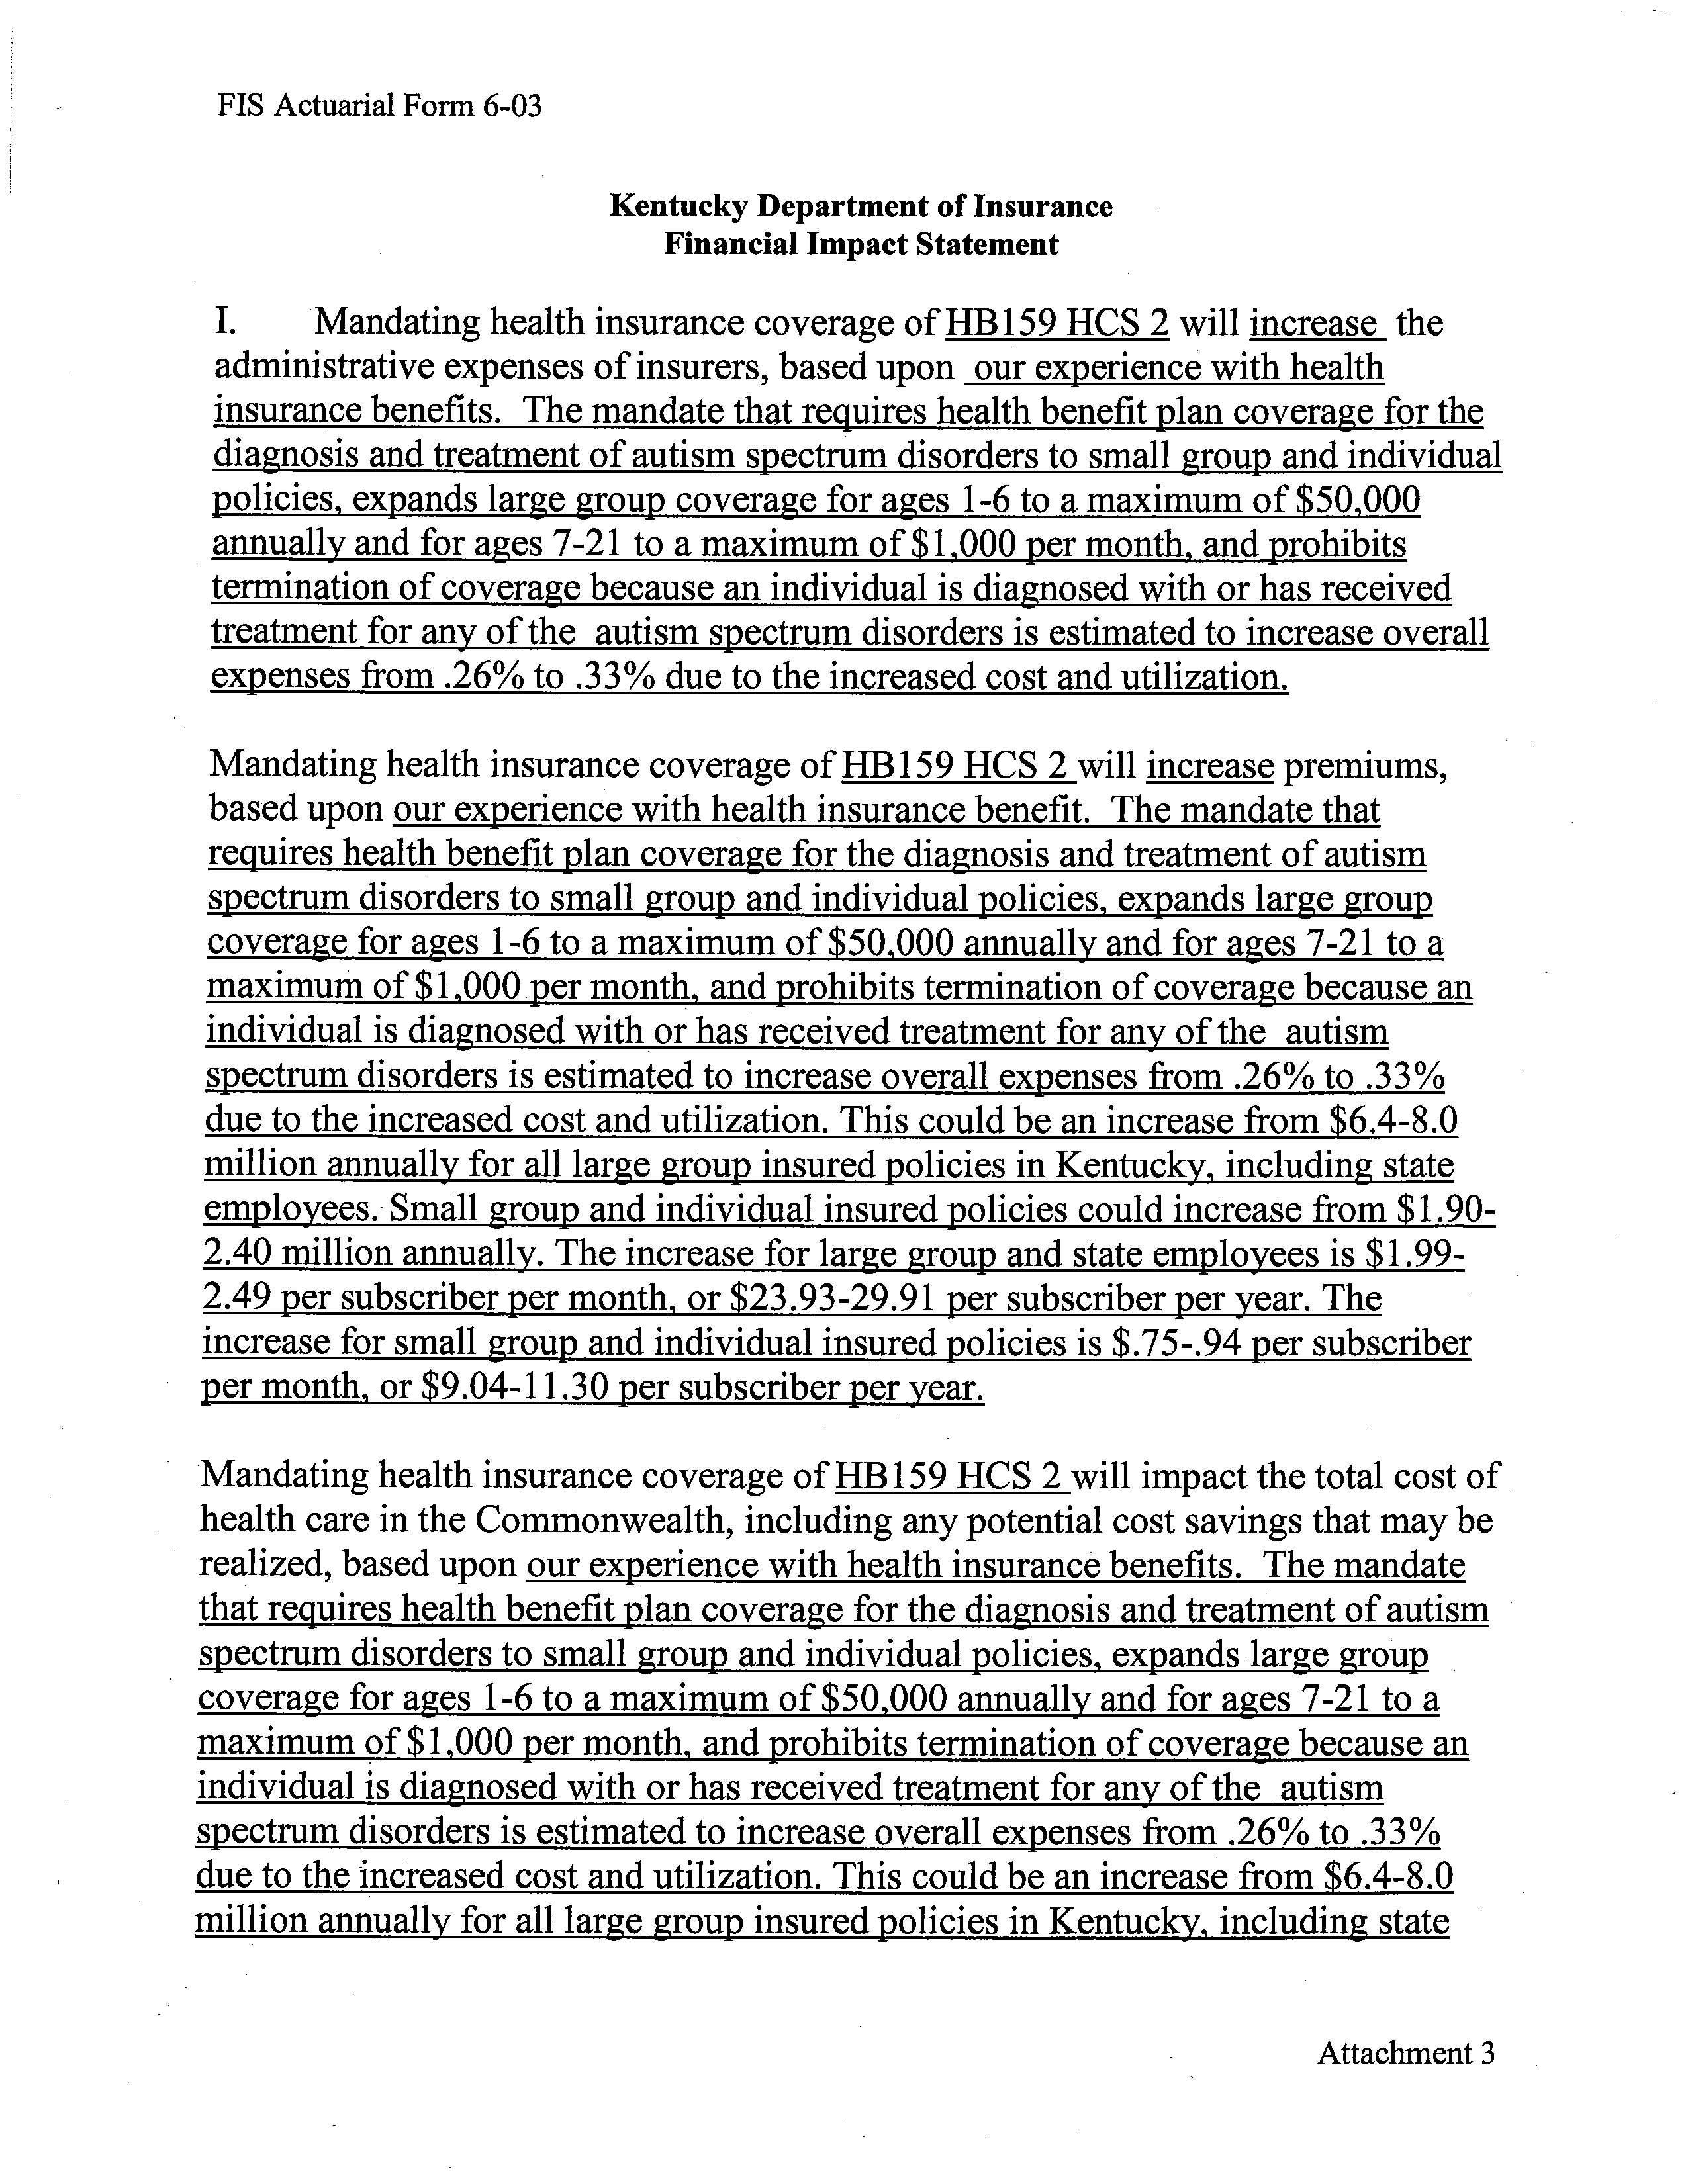 FIS Actuarial Form 6-03
Kentucky Department of Insurance
Financial Impact Statement
I. Mandating health insurance coverage of HB159 HCS 2 will increase the
administrative expenses of insurers, based upon our experience with health
insurance benefits. The mandate that requires health benefit plan coverage for the
diagnosis and treatment of autism spectrum disorders to small group and individual
policies, expands large group coverage for ages 1-6 to a maximum of $50,000
annually and for ages 7-21 to a maximum of $1,000 per month, and prohibits
termination of coverage because an individual is diagnosed with or has received
treatment for any of the autism spectrum disorders is estimated to increase overall
expenses from .26% to .33% due to the increased cost and utilization.
Mandating health insurance coverage of HB159 HCS 2 will increase premiums,
based upon our experience with health insurance benefit. The mandate that
requires health benefit plan coverage for the diagnosis and treatment of autism
spectrum disorders to small group and individual policies, expands large group
coverage for ages 1-6 to a maximum of $50,000 annually and for ages 7-21 to a
maximum of $1,000 per month, and prohibits termination of coverage because an
individual is diagnosed with or has received treatment for any of the autism
spectrum disorders is estimated to increase overall expenses from .26% to .33%
due to the increased cost and utilization. This could be an increase from $6.4-8.0
million annually for all large group insured policies in Kentucky, including state
employees. Small group and individual insured policies could increase from $1.90-
2.40 million annually. The increase for large group and state employees is $1.99-
2.49 per subscriber per month, or $23.93-29.91 per subscriber per year. The
increase for small group and individual insured policies is $.75-.94 per subscriber
per month, or $9.04-11.30 per subscriber per year.
Mandating health insurance coverage of HB159 HCS 2 will impact the total cost of
health care in the Commonwealth, including any potential cost savings that may be
realized, based upon our experience with health insurance benefits. The mandate
that requires health benefit plan coverage for the diagnosis and treatment of autism
spectrum disorders to small group and individual policies, expands large group
coverage for ages 1-6 to a maximum of $50,000 annually and for ages 7-21 to a
maximum of $1,000 per month, and prohibits termination of coverage because an
individual is diagnosed with or has received treatment for any of the autism
spectrum disorders is estimated to increase overall expenses from .26% to .33%
due to the increased cost and utilization. This could be an increase from $6.4-8.0
million annually for all large group insured policies in Kentucky, including state
Attachment 3